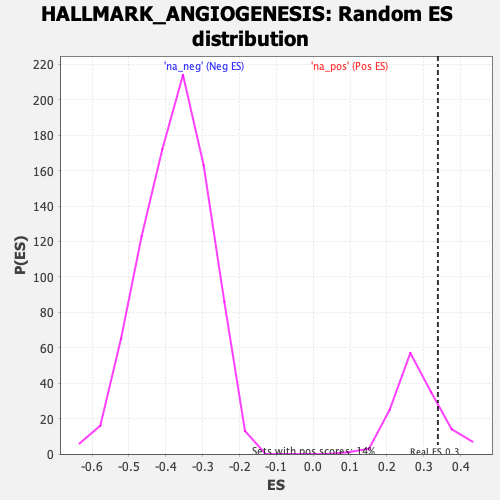 HALLMARK_ANGIOGENESIS: Random ES
distribution
'na_neg' (Neg ES)
'na_pos' (Pos ES)
P(ES)
220
200
180
160
140
120
100
80
60
40
20
0
Sets with pos scores: 14%
Real ES 0.3
-0.6 -0.5 -0.4 -0.3 -0.2 -0.1 0.0 0.1 0.2 0.3 0.4
ES